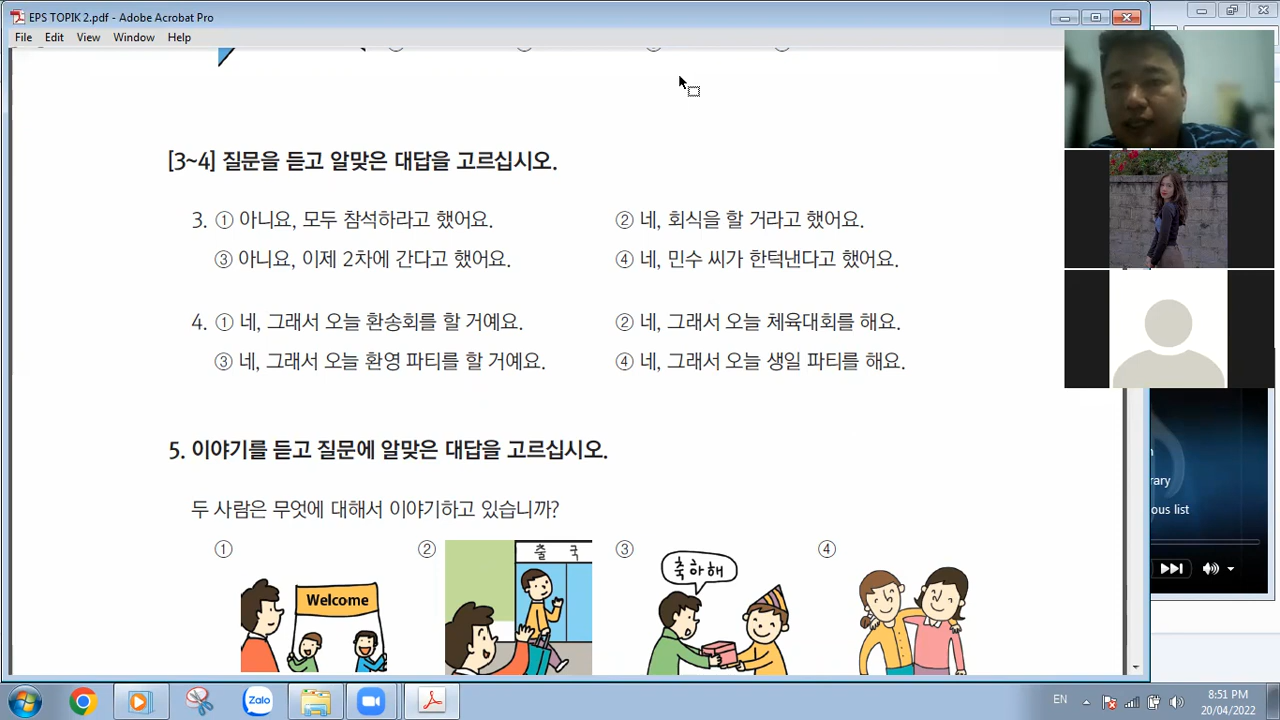 EPS TOPIK 2.pdf - Adobe Acrobat Pro
File Edit View Window Help
[3~4] 질문을 듣고 알맞은 대답을 고르십시오.
3. ① 아니요, 모두 참석하라고 했어요. ② 네, 회식을 할 거라고 했어요.
③ 아니요, 이제 2차에 간다고 했어요. ④ 네, 민수 씨가 한턱낸다고 했어요.
4. ① 네, 그래서 오늘 환송회를 할 거예요. ② 네, 그래서 오늘 체육대회를 해요.
③ 네, 그래서 오늘 환영 파티를 할 거예요. ④ 네, 그래서 오늘 생일 파티를 해요.
5. 이야기를 듣고 질문에 알맞은 대답을 고르십시오.
두 사람은 무엇에 대해서 이야기하고 있습니까?
① ② ③ ④
출 국
축하해
Welcome
rary
ous list
Zalo
EN
8:51 PM
20/04/2022